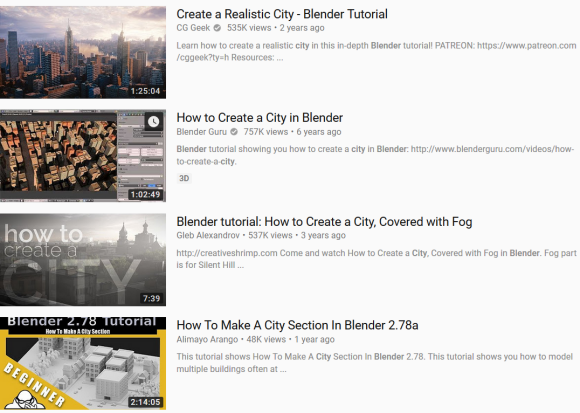 Create a Realistic City - Blender Tutorial
CG Geek 535K views • 2 years ago
Learn how to create a realistic city in this in-depth Blender tutorial! PATREON: https://www.patreon.com
/cggeek?ty=h Resources: ...
1:25:04
How to Create a City in Blender
Blender Guru 757K views • 6 years ago
Blender tutorial showing you how to create a city in Blender: http://www.blenderguru.com/videos/how-
to-create-a-city.
3D
1:02:49
Blender tutorial: How to Create a City, Covered with Fog
Gleb Alexandrov • 537K views • 3 years ago
http://creativeshrimp.com Come and watch How to Create a City, Covered with Fog in Blender. Fog part
is for Silent Hill ...
how to
create a
CITY
7:39
How To Make A City Section In Blender 2.78a
Alimayo Arango • 48K views • 1 year ago
This tutorial shows How To Make A City Section In Blender 2.78. This tutorial shows you how to model
multiple buildings often at ...
Blender 2.78 Tutorial
How To Make A City Section
BEGINNER
2:14:05